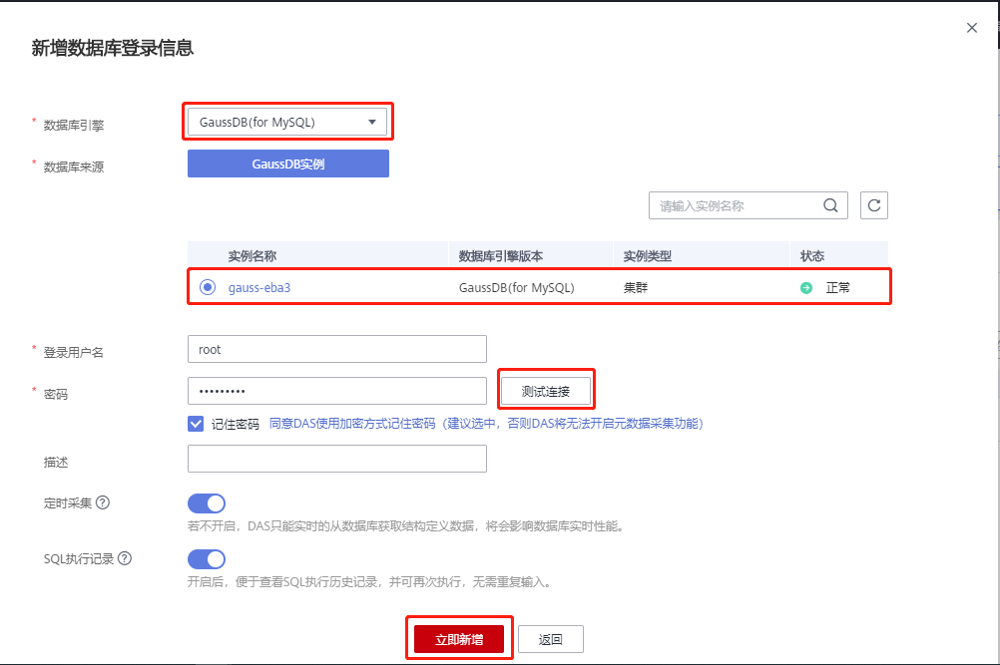 新增数据库登录信息
* 数据库引擎 GaussDB(for MySQL)
* 数据库来源 GaussDB实例
请输入实例名称
实例名称 数据库引擎版本 实例类型 状态
gauss-eba3 GaussDB(for MySQL) 集群 正常
* 登录用户名 root
* 密码 ••••••••• 测试连接
记住密码 同意DAS使用加密方式记住密码（建议选中，否则DAS将无法开启元数据采集功能）
描述
定时采集 ?
若不开启，DAS只能实时的从数据库获取结构定义数据，将会影响数据库实时性能。
SQL执行记录 ?
开启后，便于查看SQL执行历史记录，并可再次执行，无需重复输入。
立即新增 返回